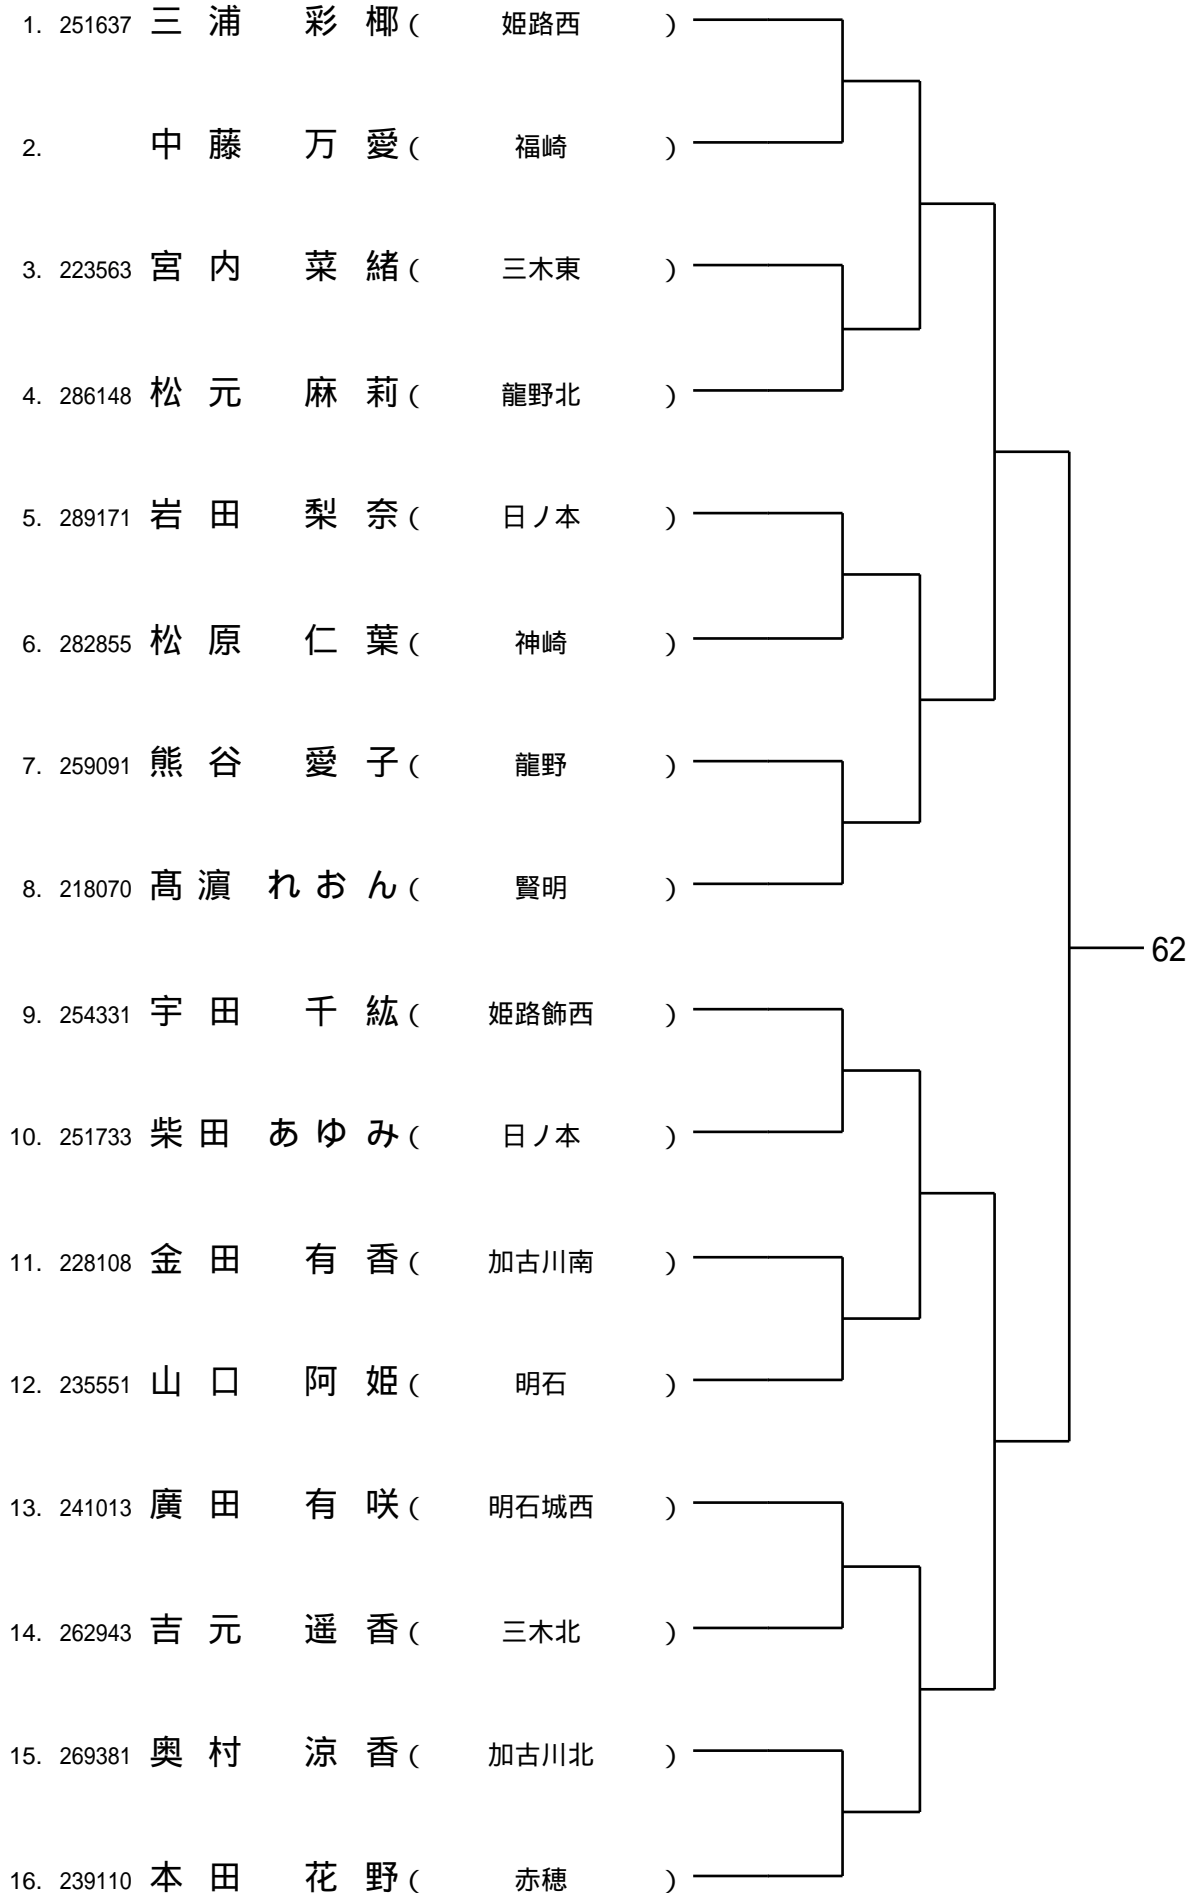 1. 251637 三浦 彩椰 ( 姫路西 )
2. 中藤 万愛 ( 福崎 )
3. 223563 宮内 菜緒 ( 三木東 )
4. 286148 松元 麻莉 ( 龍野北 )
5. 289171 岩田 梨奈 ( 日ノ本 )
6. 282855 松原 仁葉 ( 神崎 )
7. 259091 熊谷 愛子 ( 龍野 )
8. 218070 髙濵 れおん ( 賢明 )
62
9. 254331 宇田 千紘 ( 姫路飾西 )
10. 251733 柴田 あゆみ ( 日ノ本 )
11. 228108 金田 有香 ( 加古川南 )
12. 235551 山口 阿姫 ( 明石 )
13. 241013 廣田 有咲 ( 明石城西 )
14. 262943 吉元 遥香 ( 三木北 )
15. 269381 奥村 涼香 ( 加古川北 )
16. 239110 本田 花野 ( 赤穂 )